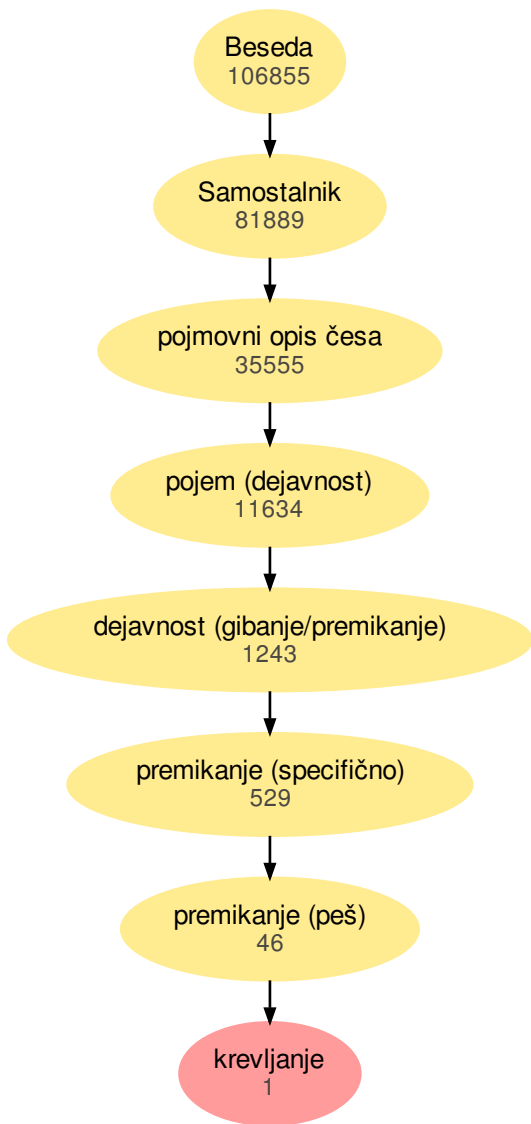 Beseda
106855
Samostalnik
81889
pojmovni opis česa
35555
pojem (dejavnost)
11634
dejavnost (gibanje/premikanje)
1243
premikanje (specifično)
529
premikanje (peš)
46
krevljanje
1